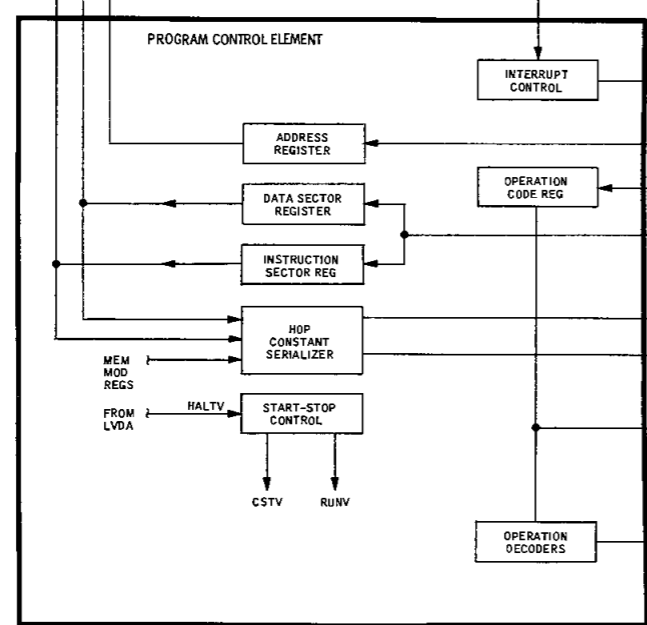 PROGRAM CONTROL ELEMENT
INTERRUPT
CONTROL
ADDRESS
REGISTER
OPERATION
CODE REG
DATA SECTOR
REGISTER
INSTRUCTION
SECTOR REG
HOP
CONSTANT
SERIALIZER
MEM
MOD
REGS
FROM
LVDA
HALTV
START-STOP
CONTROL
CSTV
RUNV
OPERATION
DECODERS